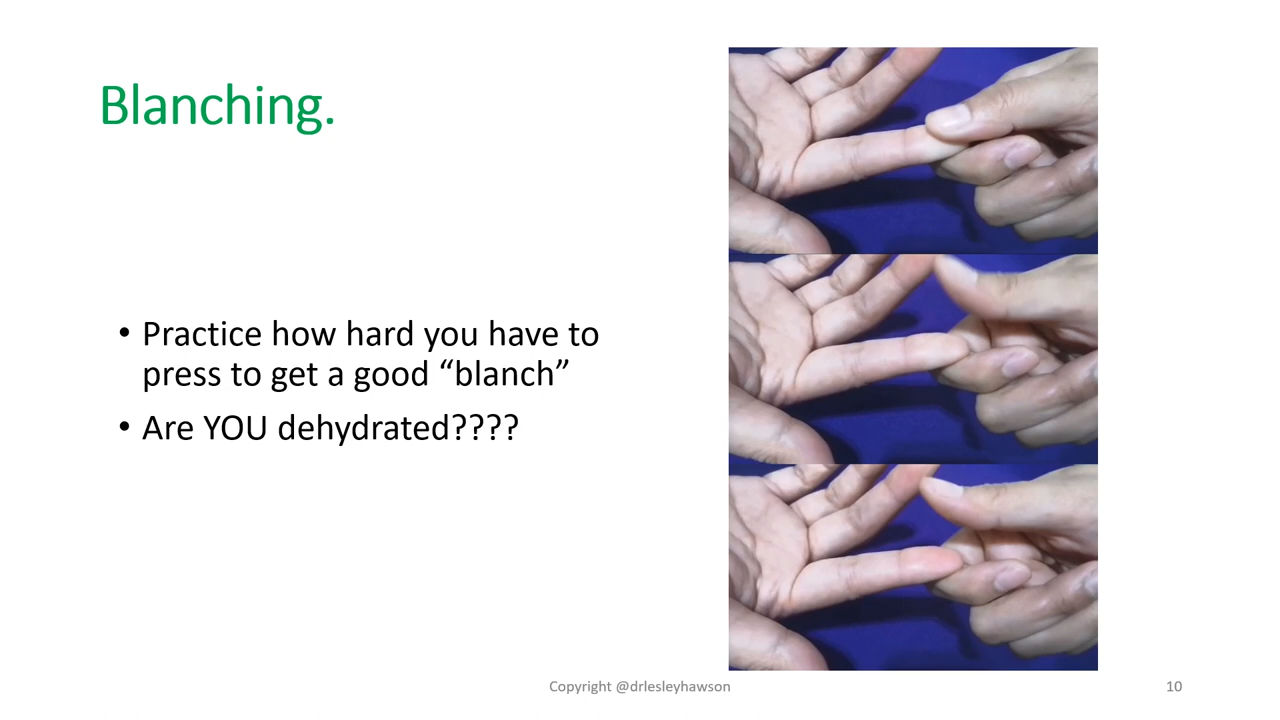 Blanching.
• Practice how hard you have to
press to get a good “blanch”
• Are YOU dehydrated????
Copyright @drlesleyhawson
10